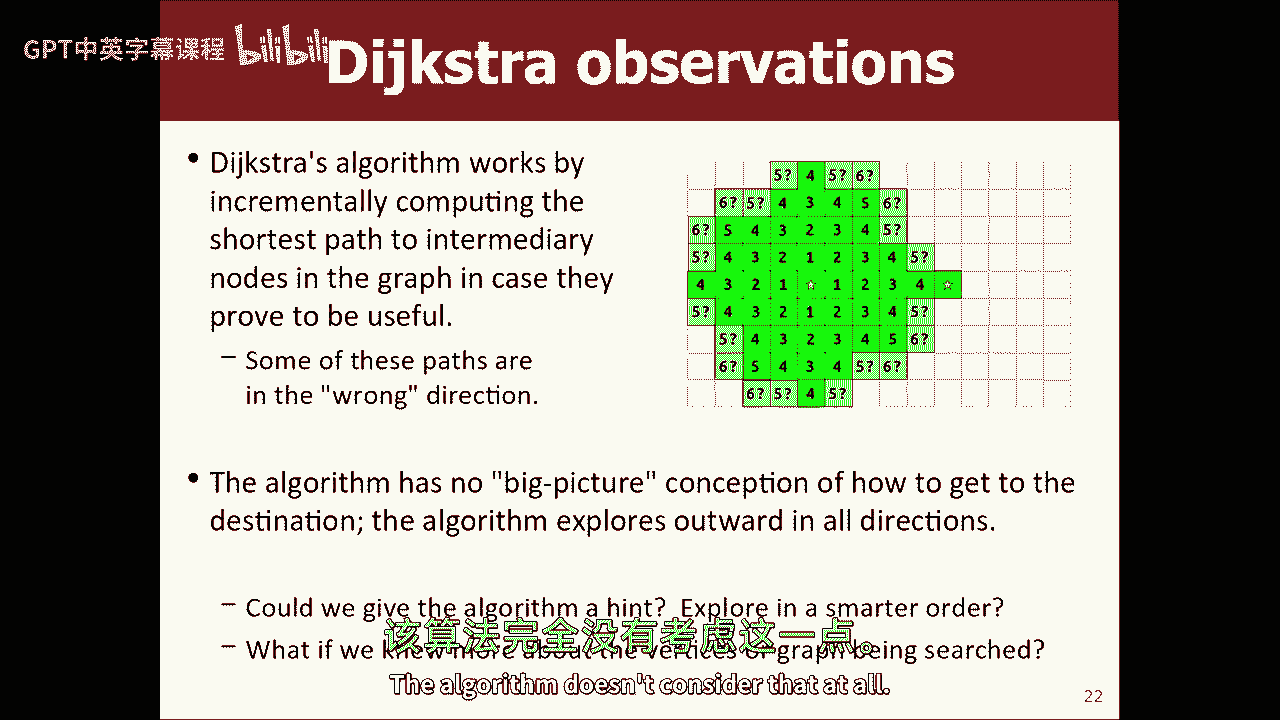 GPT中英字幕课程 bilibili
Dijkstra observations
• Dijkstra's algorithm works by
incrementally computing the
shortest path to intermediary
nodes in the graph in case they
prove to be useful.
– Some of these paths are
in the "wrong" direction.
5? 4 5? 6?
6? 5? 4 3 4 5 6?
6? 5 4 3 2 3 4 5?
5? 4 3 2 1 2 3 4 5?
4 3 2 1 ☆ 1 2 3 4 ☆
5? 4 3 2 1 2 3 4 5?
5? 4 3 2 3 4 5 6?
6? 5 4 3 4 5? 6?
6? 5? 4 5?
• The algorithm has no "big-picture" conception of how to get to the
destination; the algorithm explores outward in all directions.
– Could we give the algorithm a hint? Explore in a smarter order?
– What if we knew more about the vertices or graph being searched?
该算法完全没有考虑这一点。
The algorithm doesn't consider that at all.
22